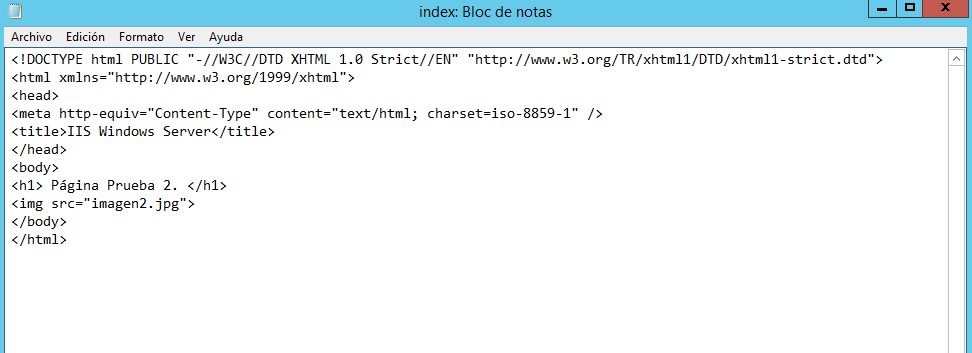 index: Bloc de notas
Archivo Edición Formato Ver Ayuda
<!DOCTYPE html PUBLIC "-//W3C//DTD XHTML 1.0 Strict//EN" "http://www.w3.org/TR/xhtml1/DTD/xhtml1-strict.dtd">
<html xmlns="http://www.w3.org/1999/xhtml">
<head>
<meta http-equiv="Content-Type" content="text/html; charset=iso-8859-1" />
<title>IIS Windows Server</title>
</head>
<body>
<h1> Página Prueba 2. </h1>
<img src="imagen2.jpg">
</body>
</html>